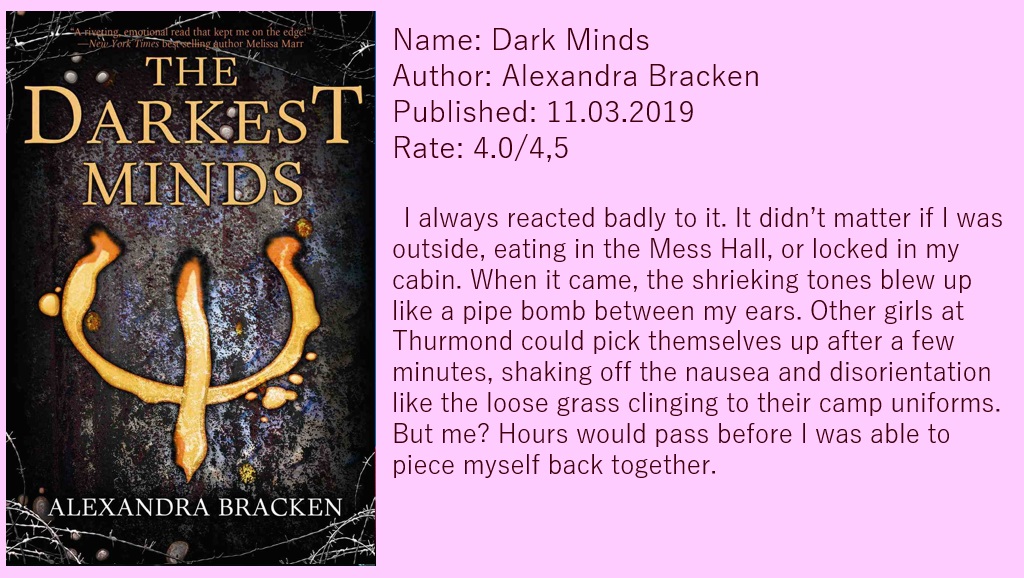 "A riveting, emotional read that kept me on the edge!"
—New York Times best-selling author Melissa Marr
THE
DARKEST
MINDS
ALEXANDRA BRACKEN
Name: Dark Minds
Author: Alexandra Bracken
Published: 11.03.2019
Rate: 4.0/4,5
I always reacted badly to it. It didn't matter if I was
outside, eating in the Mess Hall, or locked in my
cabin. When it came, the shrieking tones blew up
like a pipe bomb between my ears. Other girls at
Thurmond could pick themselves up after a few
minutes, shaking off the nausea and disorientation
like the loose grass clinging to their camp uniforms.
But me? Hours would pass before I was able to
piece myself back together.